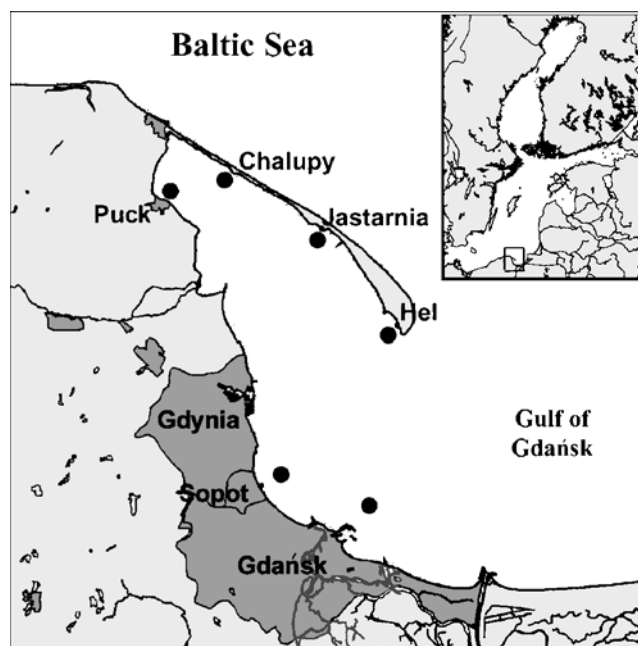 Baltic Sea
Chalupy
Puck
Jastarnia
Hel
Gdynia
Gulf of
Gdańsk
Sopot
Gdańsk